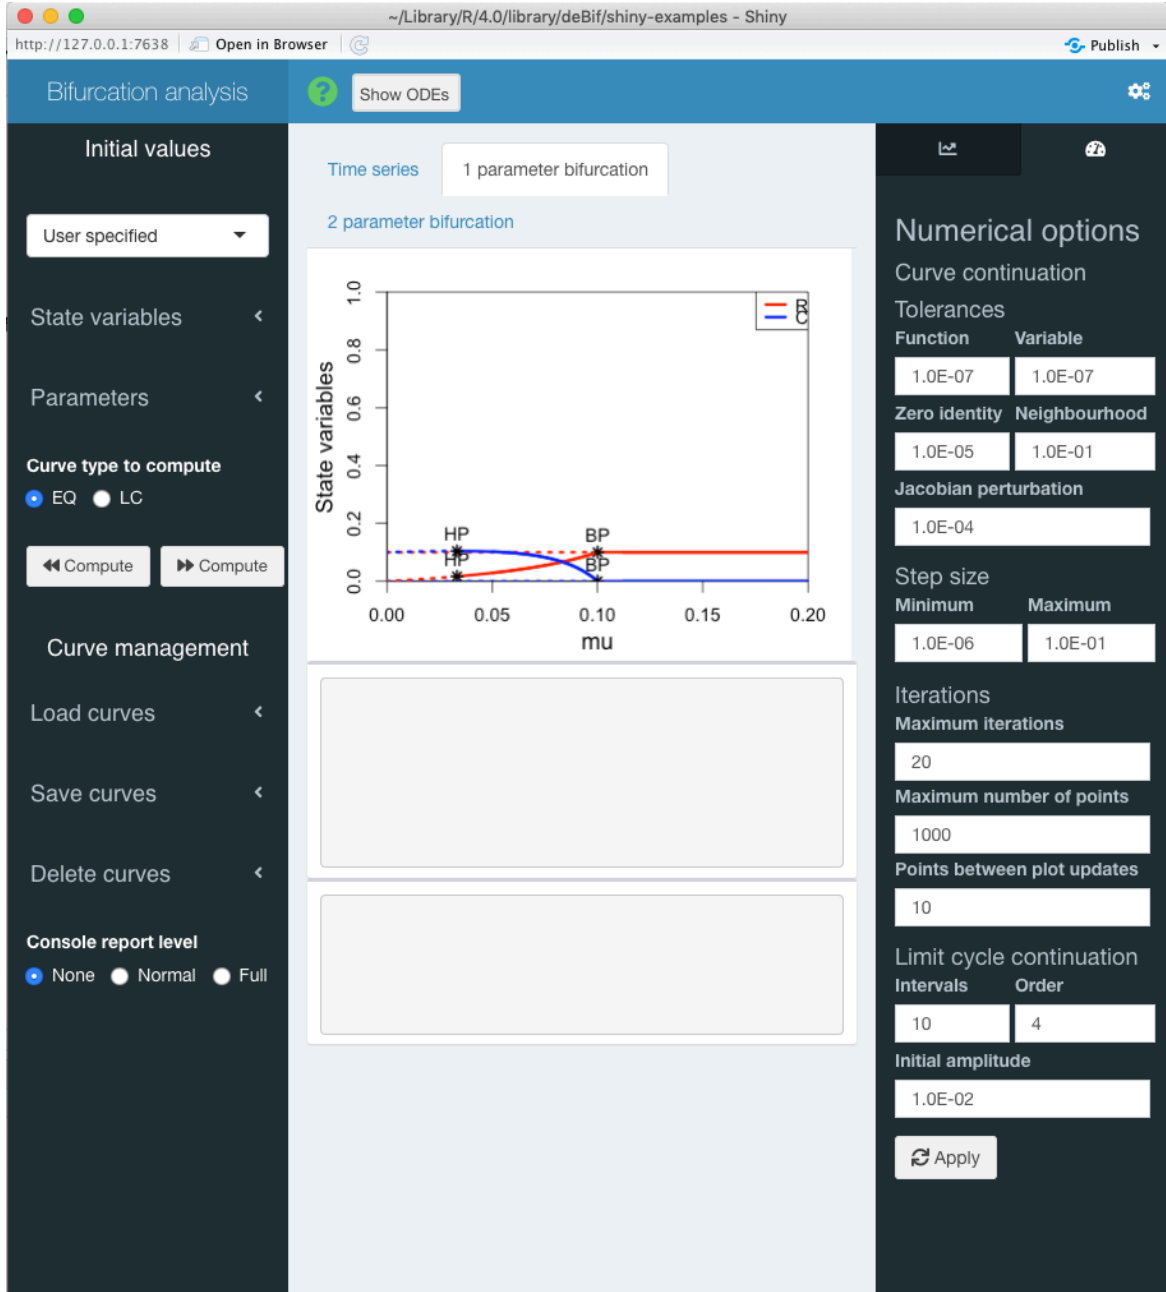 ~/Library/R/4.0/library/deBif/shiny-examples - Shiny
http://127.0.0.1:7638 Open in Browser Publish
Bifurcation analysis
? Show ODEs
Initial values
User specified
State variables
Parameters
Curve type to compute
EQ LC
Compute Compute
Curve management
Load curves
Save curves
Delete curves
Console report level
None Normal Full
Time series 1 parameter bifurcation
2 parameter bifurcation
State variables
1.0
0.8
0.6
0.4
0.2
0.0
R
C
HP BP
HP BP
0.00 0.05 0.10 0.15 0.20
mu
Numerical options
Curve continuation
Tolerances
Function Variable
1.0E-07 1.0E-07
Zero identity Neighbourhood
1.0E-05 1.0E-01
Jacobian perturbation
1.0E-04
Step size
Minimum Maximum
1.0E-06 1.0E-01
Iterations
Maximum iterations
20
Maximum number of points
1000
Points between plot updates
10
Limit cycle continuation
Intervals Order
10 4
Initial amplitude
1.0E-02
Apply